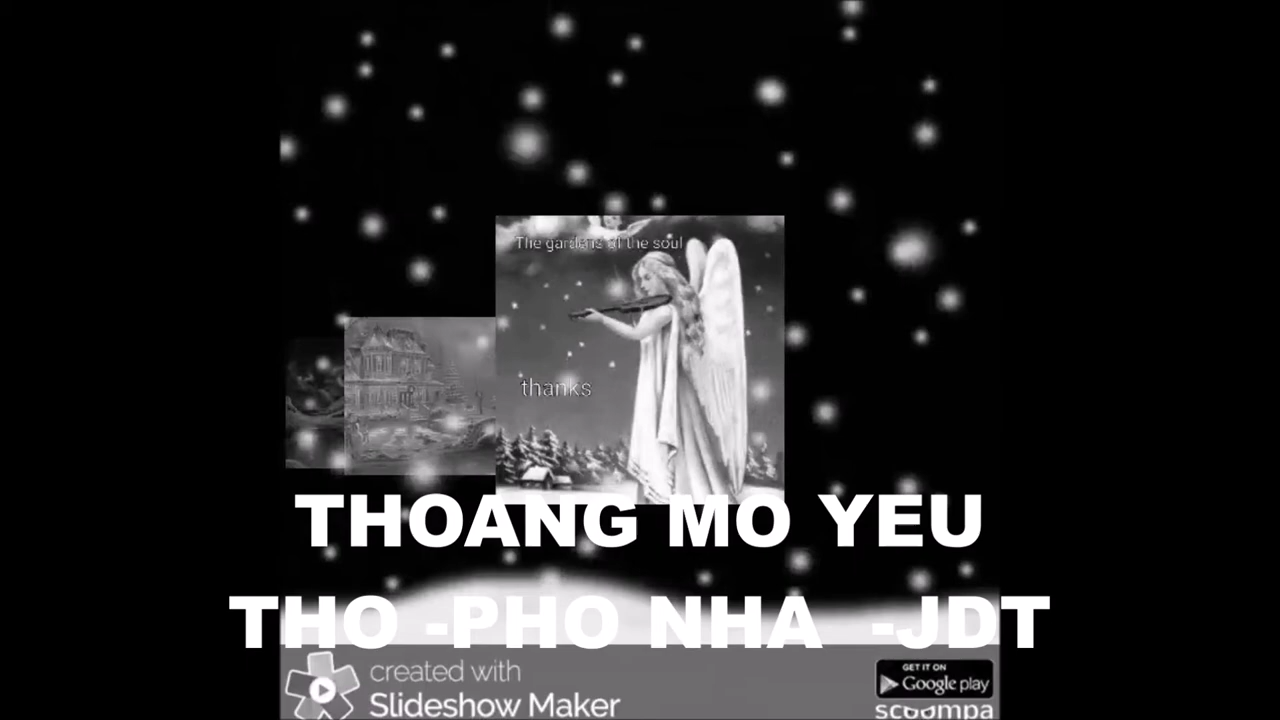 The gardens of the soul
thanks
THOANG MO YEU
THO -PHO NHA -JDT
created with
Slideshow Maker
GET IT ON
Google play
scoompa